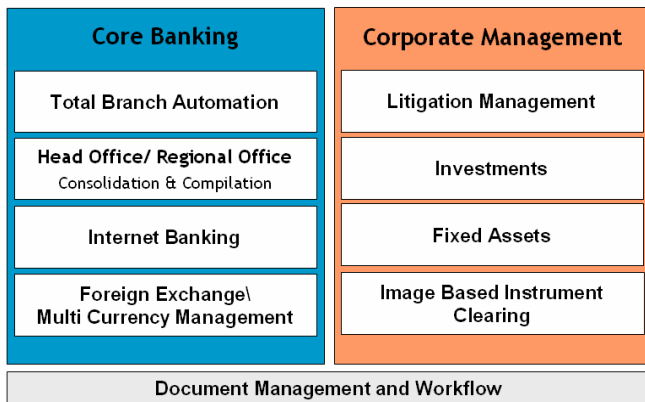 Core Banking
Total Branch Automation
Head Office/ Regional Office
Consolidation & Compilation
Internet Banking
Foreign Exchange\
Multi Currency Management
Corporate Management
Litigation Management
Investments
Fixed Assets
Image Based Instrument
Clearing
Document Management and Workflow